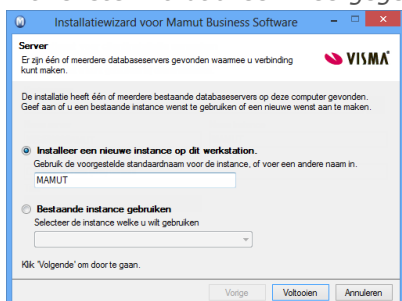 Installatiewizard voor Mamut Business Software
Server
Er zijn één of meerdere databaseservers gevonden waarmee u verbinding
kunt maken.
VISMA
De installatie heeft één of meerdere bestaande databaseservers op deze computer gevonden.
Geef aan of u een bestaande instance wenst te gebruiken of een nieuwe wenst aan te maken.
Installeer een nieuwe instance op dit werkstation.
Gebruik de voorgestelde standaardnaam voor de instance, of voer een andere naam in.
MAMUT
Bestaande instance gebruiken
Selecteer de instance welke u wilt gebruiken
Klik 'Volgende' om door te gaan.
Vorige
Voltooien
Annuleren